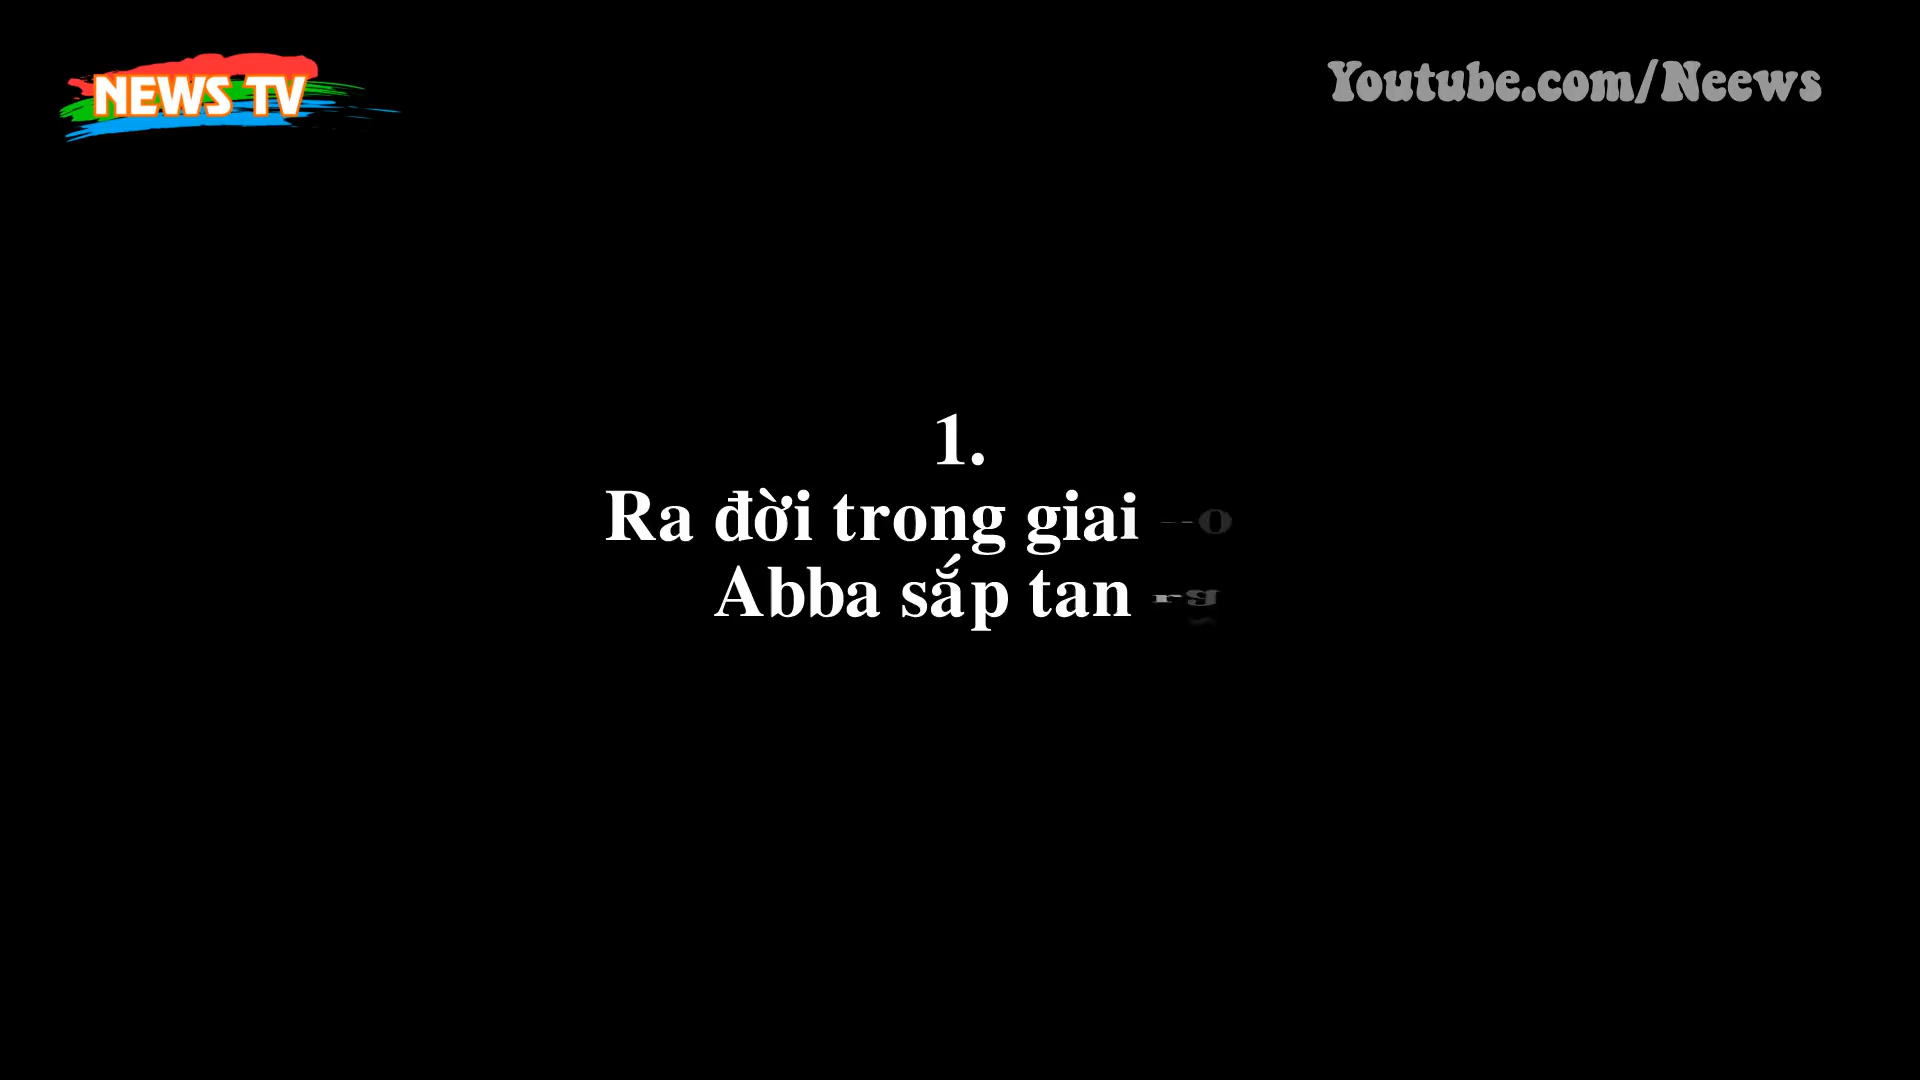 NEWS TV
Youtube.com/Neews
1.
Ra đời trong giai
Abba sắp tan